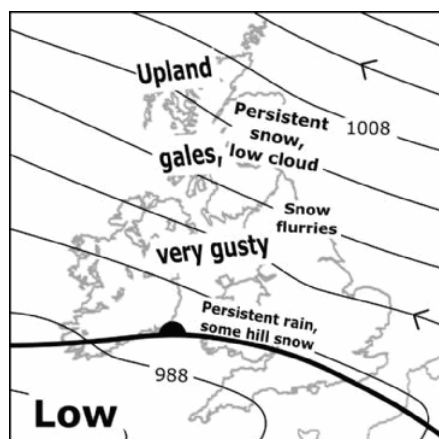 Upland
Persistent
snow,
1008
gales,
low cloud
Snow
flurries
very gusty
Persistent rain,
some hill snow
988
Low